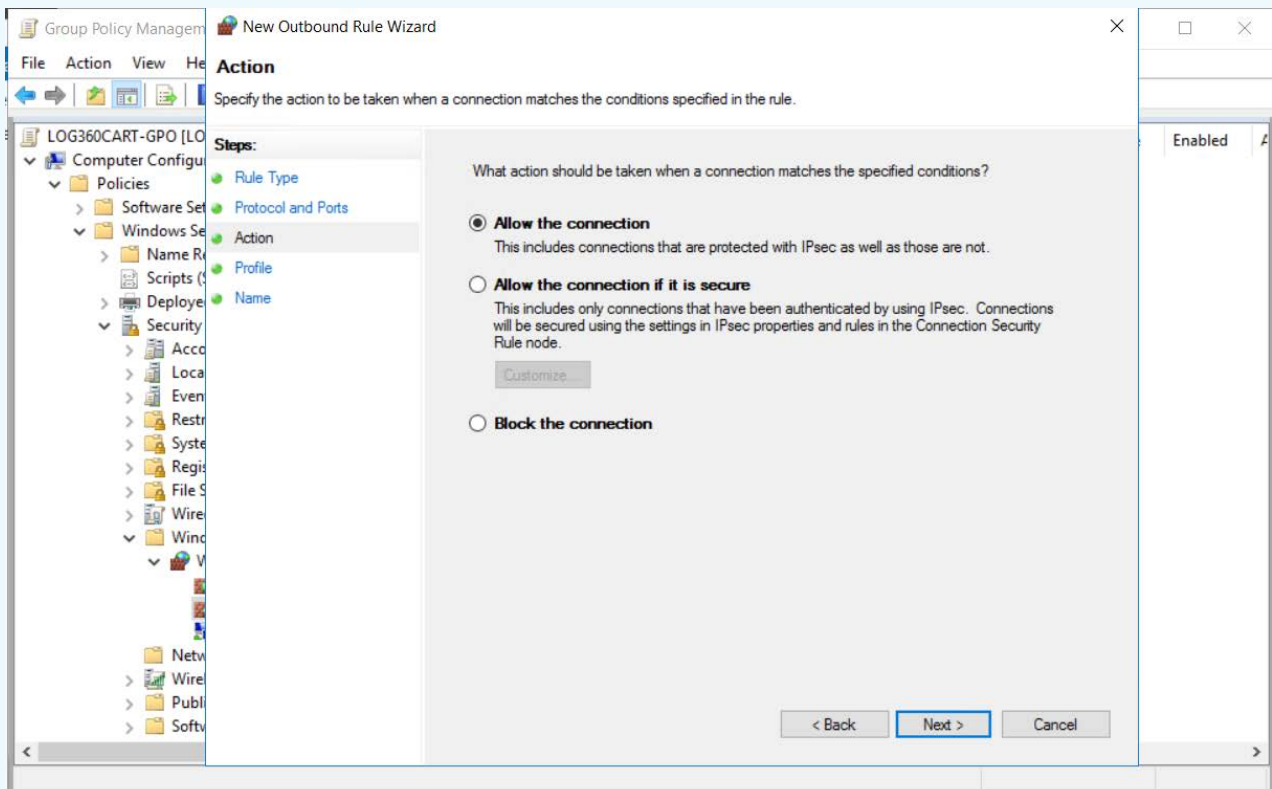 Group Policy Managem
New Outbound Rule Wizard
File Action View He
Action
Specify the action to be taken when a connection matches the conditions specified in the rule.
LOG360CART-GPO [LO
Computer Configu
Policies
Software Set
Windows Se
Name Re
Scripts (S
Deploye
Security
Acco
Loca
Even
Restr
Syste
Regis
File S
Wire
Wind
W
Netw
Wirel
Publi
Softw
Steps:
Rule Type
Protocol and Ports
Action
Profile
Name
What action should be taken when a connection matches the specified conditions?
Allow the connection
This includes connections that are protected with IPsec as well as those are not.
Allow the connection if it is secure
This includes only connections that have been authenticated by using IPsec. Connections
will be secured using the settings in IPsec properties and rules in the Connection Security
Rule node.
Customize...
Block the connection
< Back Next > Cancel
Enabled